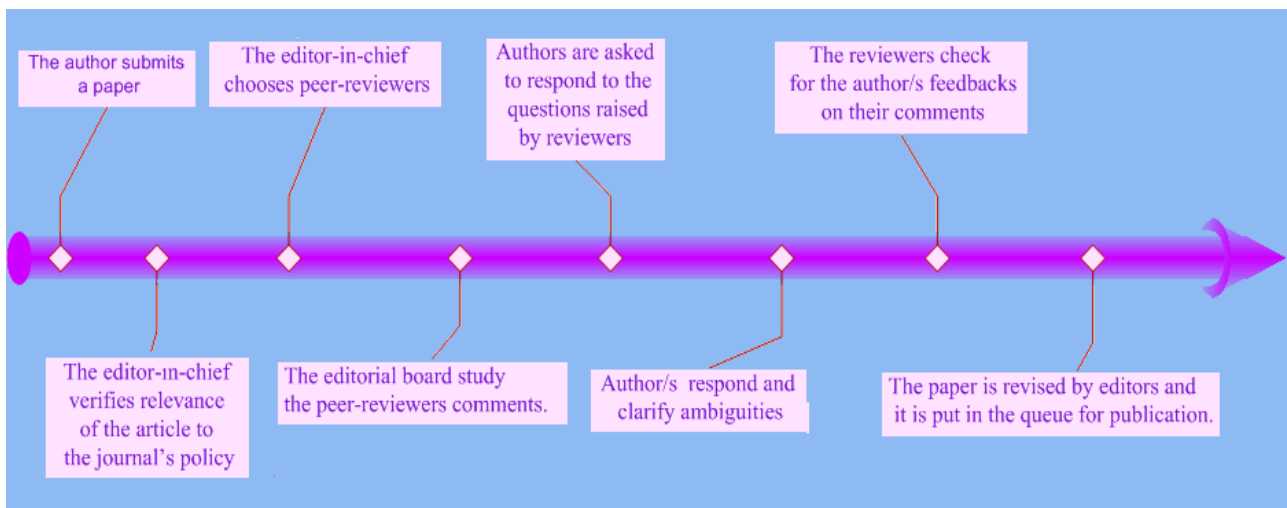 The author submits
a paper
The editor-in-chief
verifies relevance
of the article to
the journal's policy
The editor-in-chief
chooses peer-reviewers
The editorial board study
the peer-reviewers comments.
Authors are asked
to respond to the
questions raised
by reviewers
Author/s respond and
clarify ambiguities
The reviewers check
for the author/s feedbacks
on their comments
The paper is revised by editors and
it is put in the queue for publication.